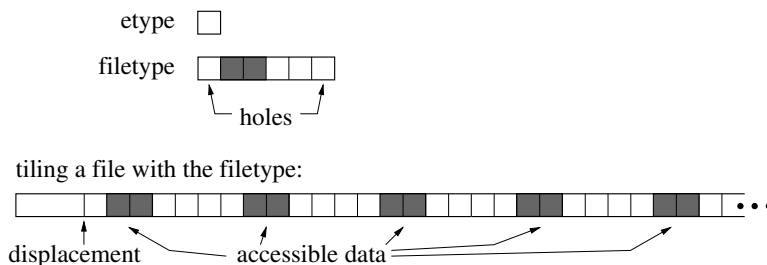 etype
filetype
holes
tiling a file with the filetype:
displacement accessible data